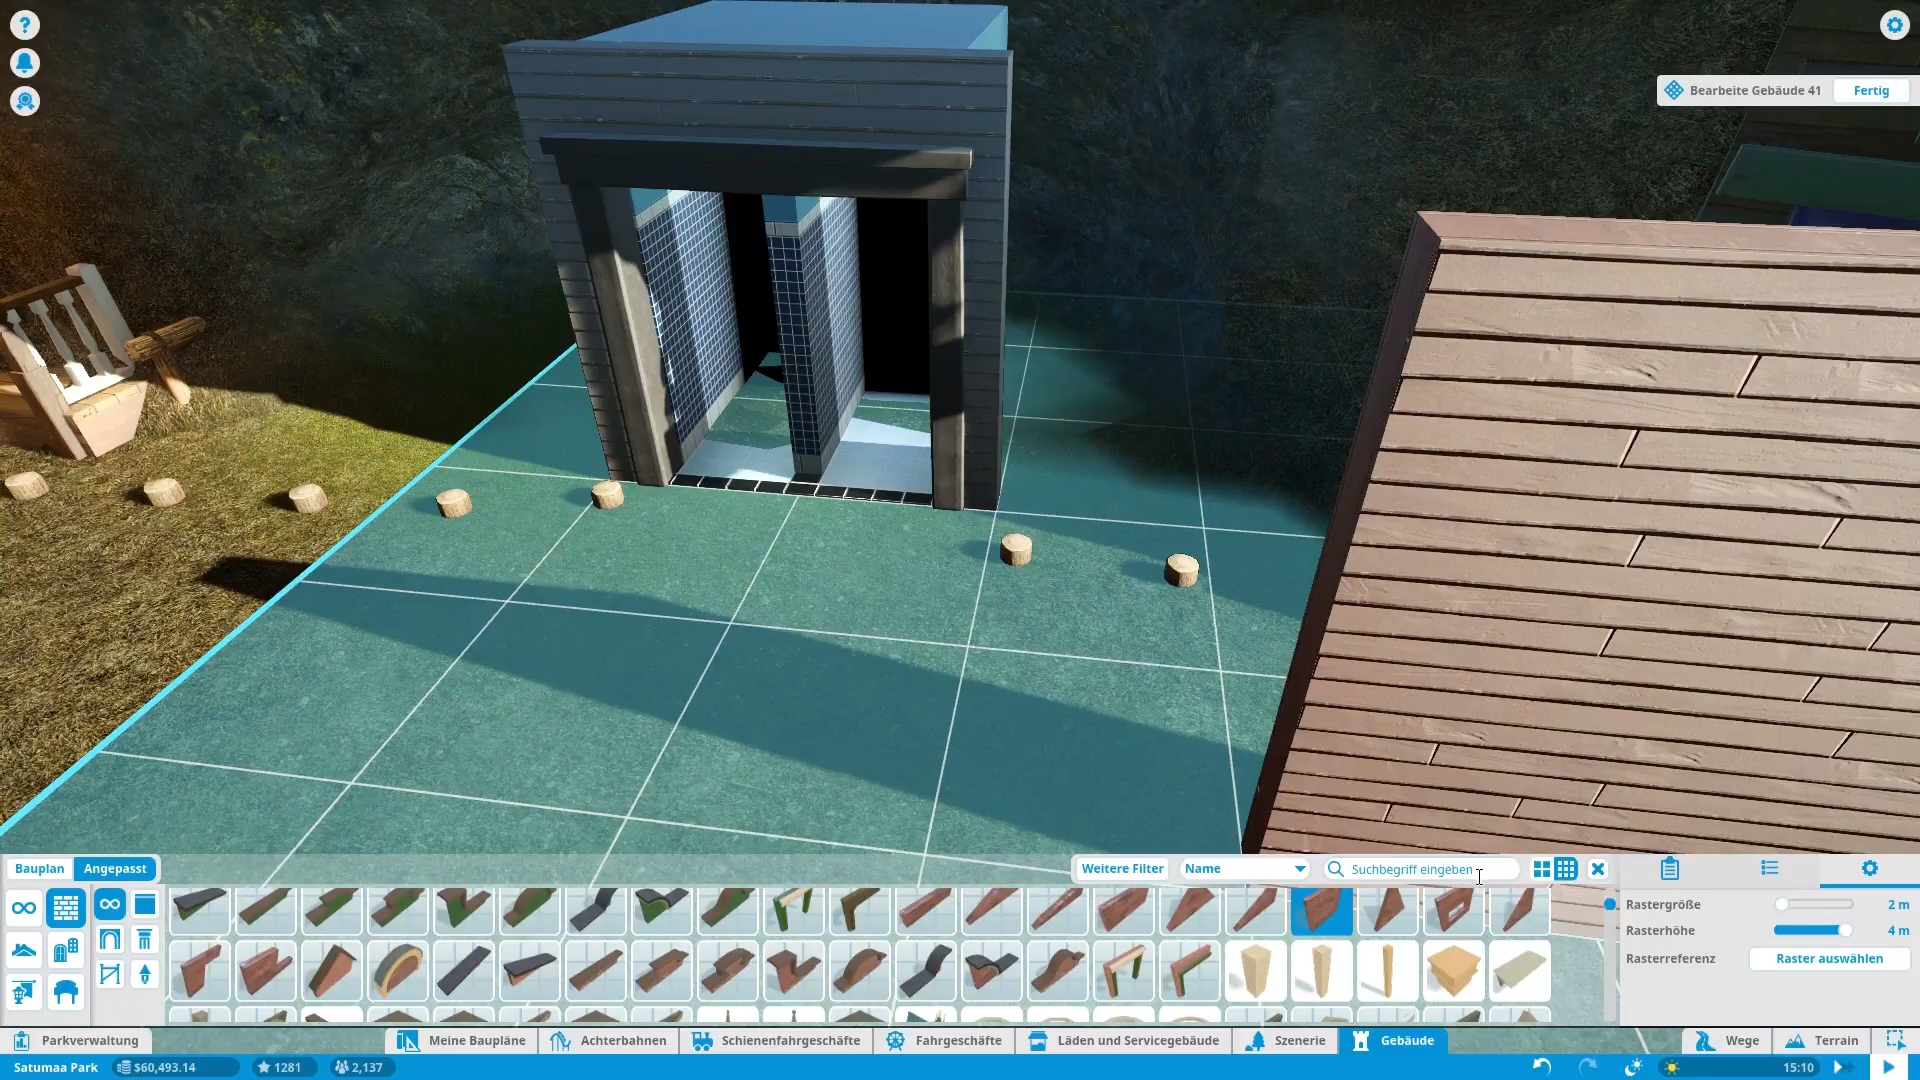 ?
Bearbeite Gebäude 41 Fertig
Bauplan Angepasst Weitere Filter Name Suchbegriff eingeben
Rastergröße 2 m
Rasterhöhe 4 m
Rasterreferenz Raster auswählen
Parkverwaltung Meine Baupläne Achterbahnen Schienenfahrgeschäfte Fahrgeschäfte Läden und Servicegebäude Szenerie Gebäude Wege Terrain
Satumaa Park $60,493.14 1281 2,137 15:10